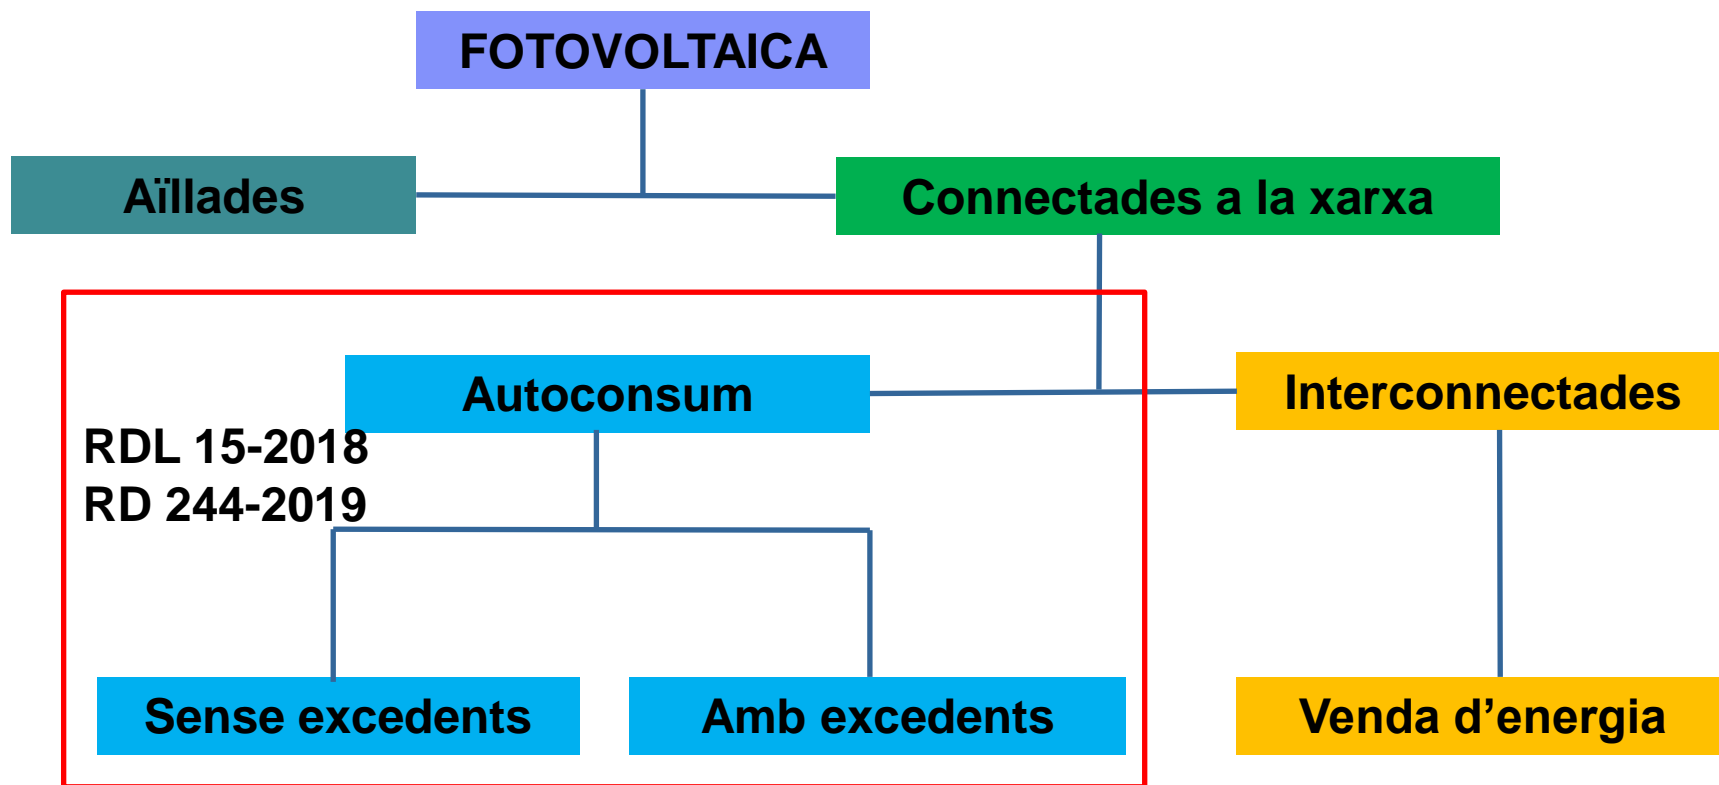 FOTOVOLTAICA
Aïllades
Connectades a la xarxa
Autoconsum
Interconnectades
RDL 15-2018
RD 244-2019
Sense excedents
Amb excedents
Venda d’energia